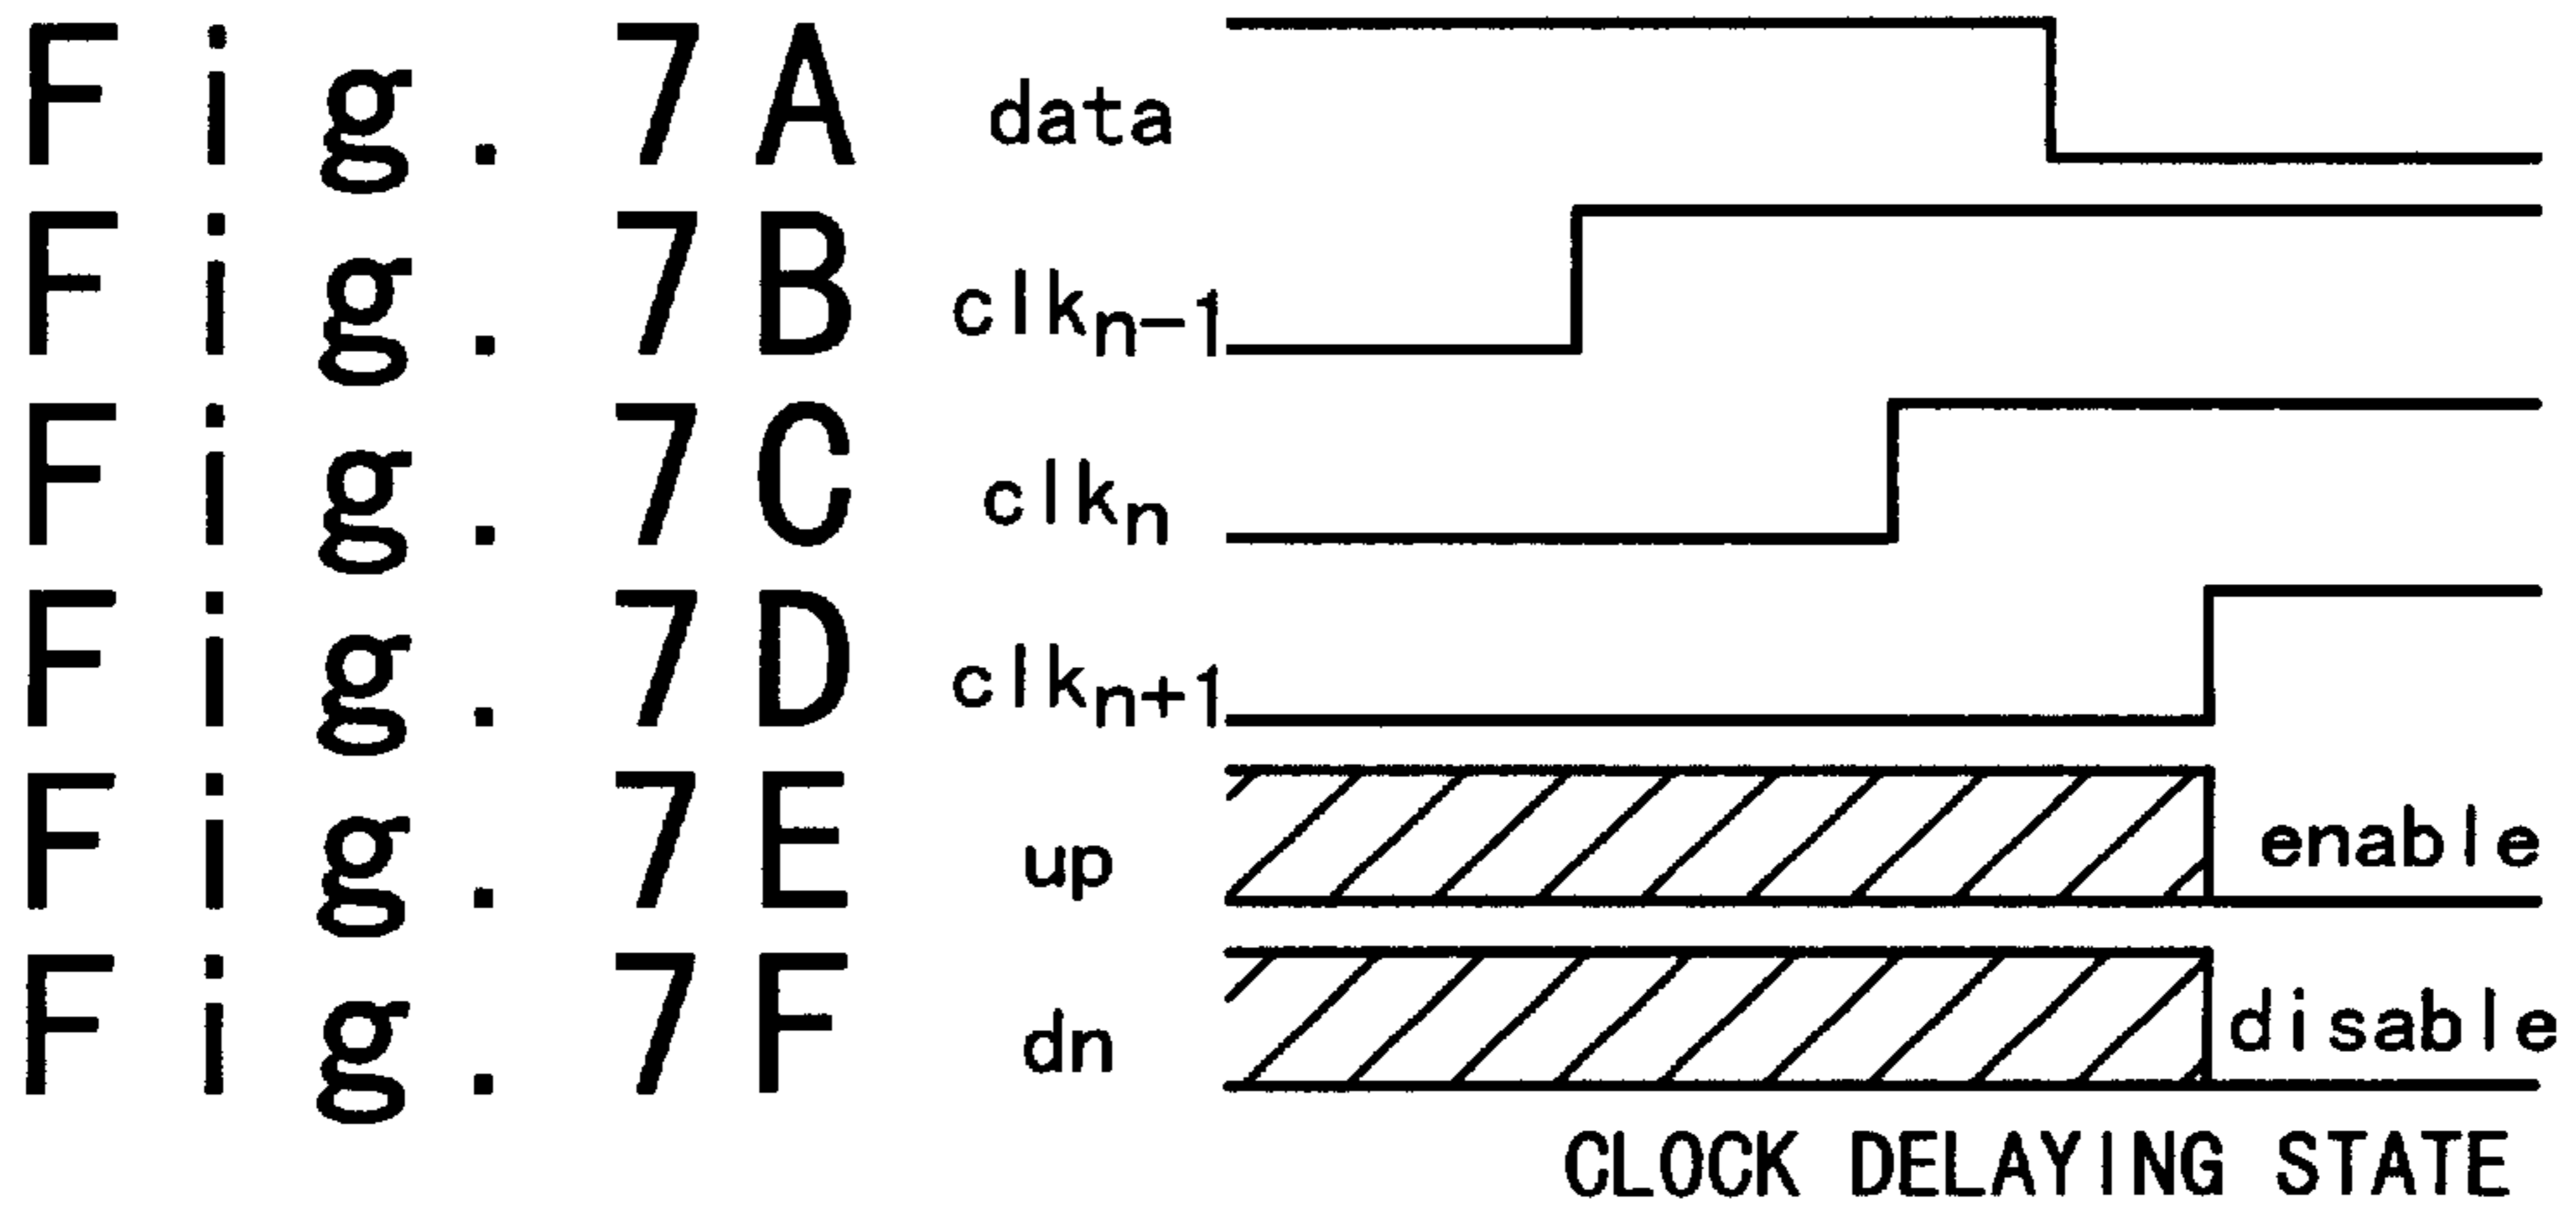 Fig. 7A data
Fig. 7B clkn-1
Fig. 7C clkn
Fig. 7D clkn+1
Fig. 7E up enable
Fig. 7F dn disable
CLOCK DELAYING STATE